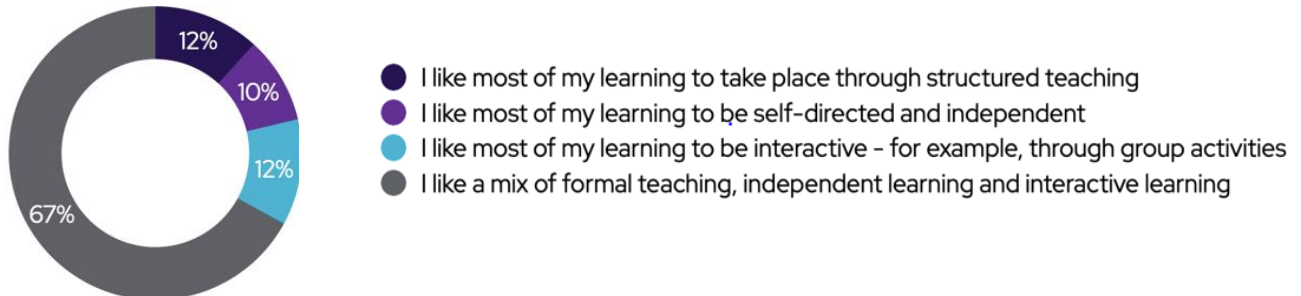 12%
10%
12%
67%
I like most of my learning to take place through structured teaching
I like most of my learning to be self-directed and independent
I like most of my learning to be interactive - for example, through group activities
I like a mix of formal teaching, independent learning and interactive learning